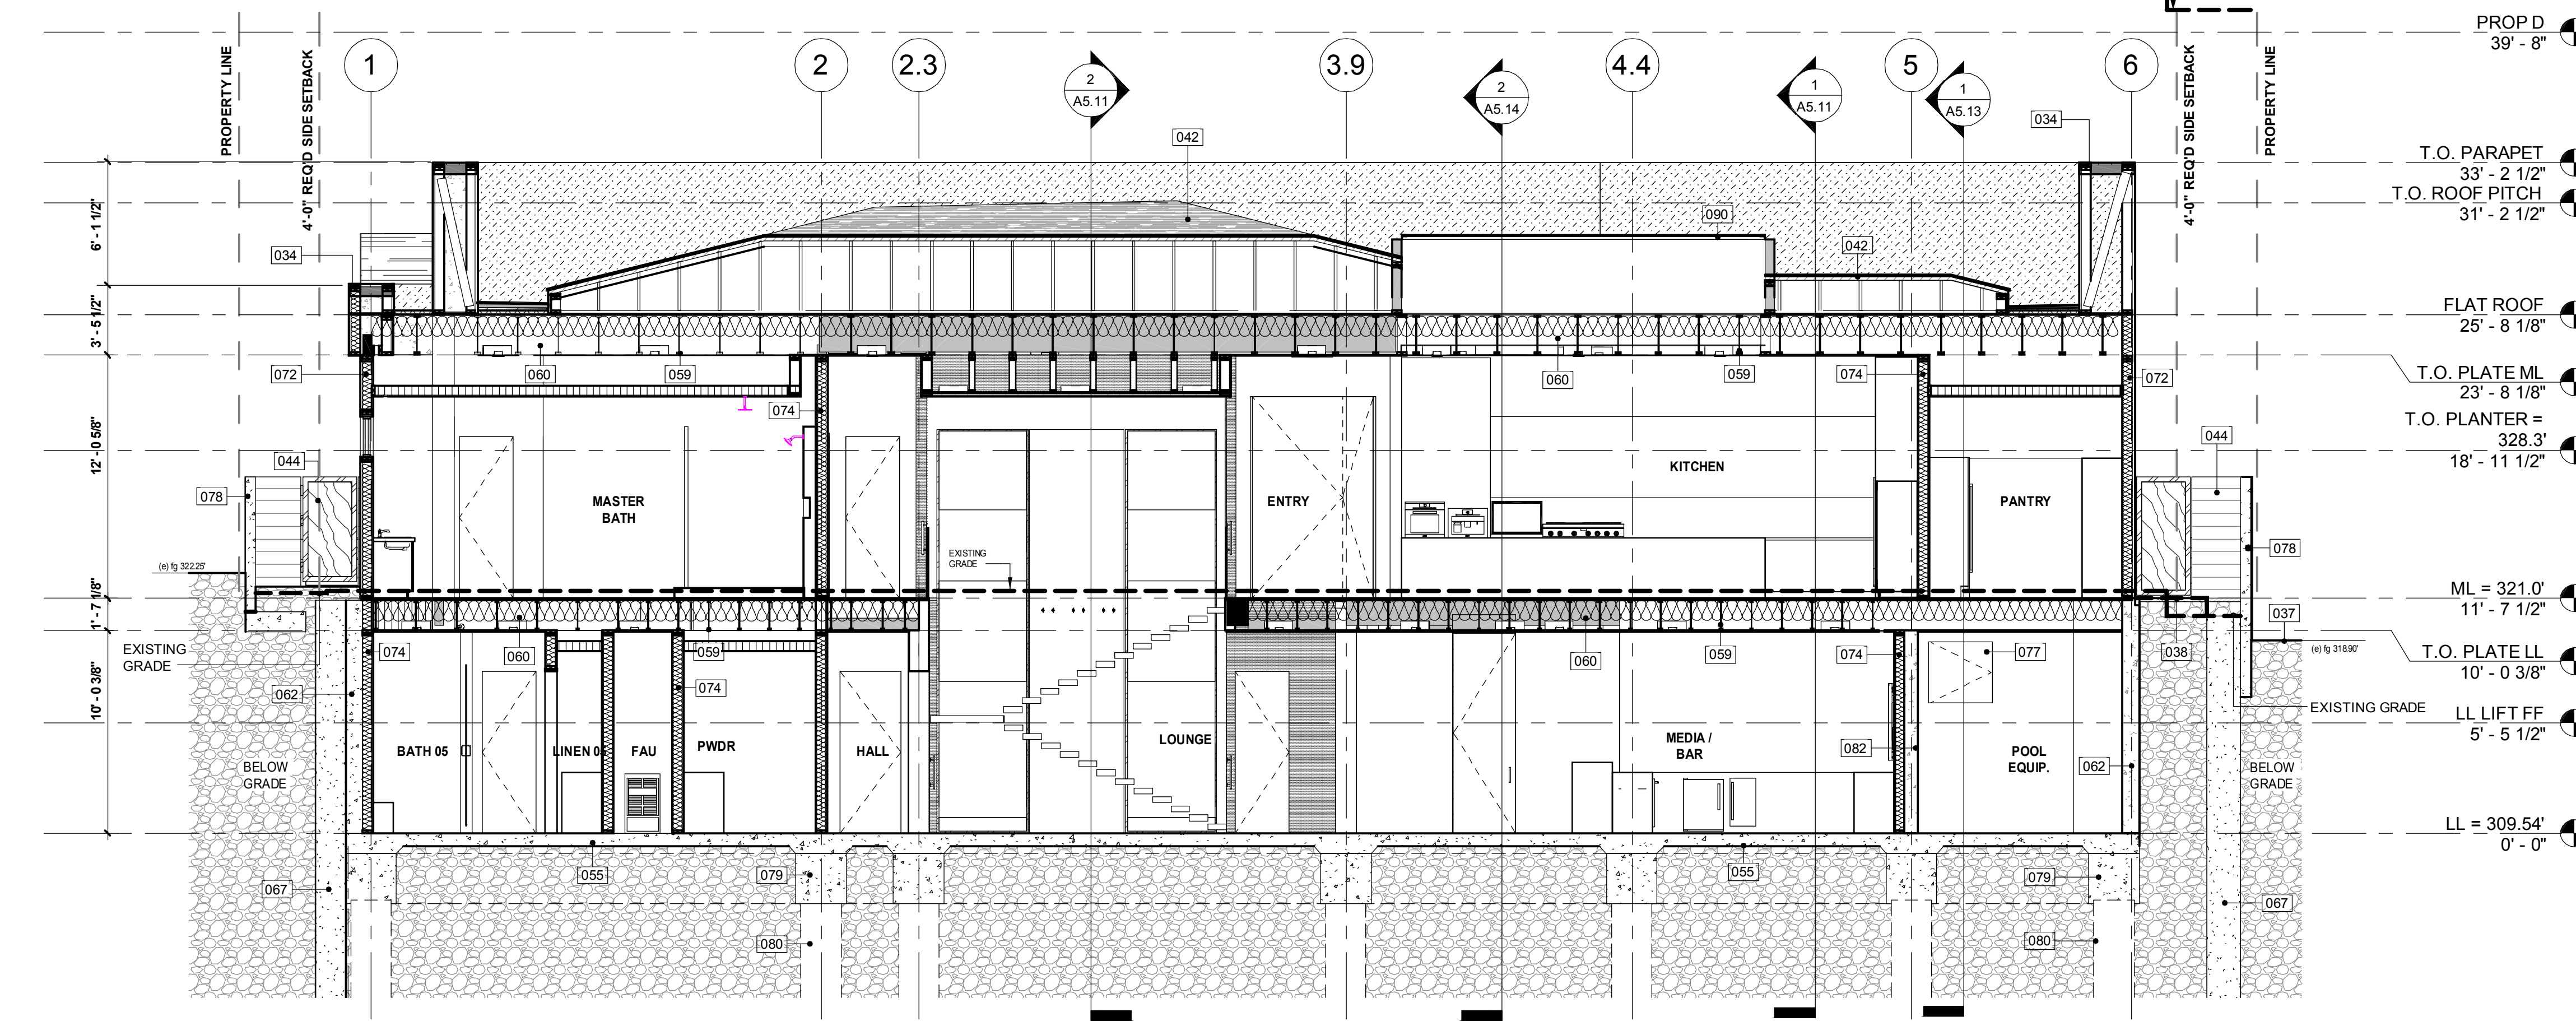 PROP D
39' - 8"
PROPERTY LINE
4'-0" REQ'D SIDE SETBACK
1
2
2.3
2
A5.11
3.9
2
A5.14
4.4
1
A5.11
5
1
A5.13
6
4'-0" REQ'D SIDE SETBACK
PROPERTY LINE
034
042
T.O. PARAPET
33' - 2 1/2"
T.O. ROOF PITCH
31' - 2 1/2"
6' - 1 1/2"
090
042
034
FLAT ROOF
25' - 8 1/8"
3' - 5 1/2"
072
060
059
060
059
074
072
T.O. PLATE ML
23' - 8 1/8"
074
T.O. PLANTER =
328.3'
18' - 11 1/2"
12' - 0 5/8"
044
078
MASTER
BATH
ENTRY
KITCHEN
PANTRY
044
078
(e) fg 322.25'
EXISTING
GRADE
1' - 7 1/8"
ML = 321.0'
11' - 7 1/2"
037
EXISTING
GRADE
074
060
059
060
059
074
077
038
(e) fg 318.90'
T.O. PLATE LL
10' - 0 3/8"
10' - 0 3/8"
062
074
EXISTING GRADE
LL LIFT FF
5' - 5 1/2"
BATH 05
LINEN 05
FAU
PWDR
HALL
LOUNGE
MEDIA /
BAR
082
POOL
EQUIP.
062
BELOW
GRADE
BELOW
GRADE
LL = 309.54'
0' - 0"
067
055
079
055
079
067
080
080